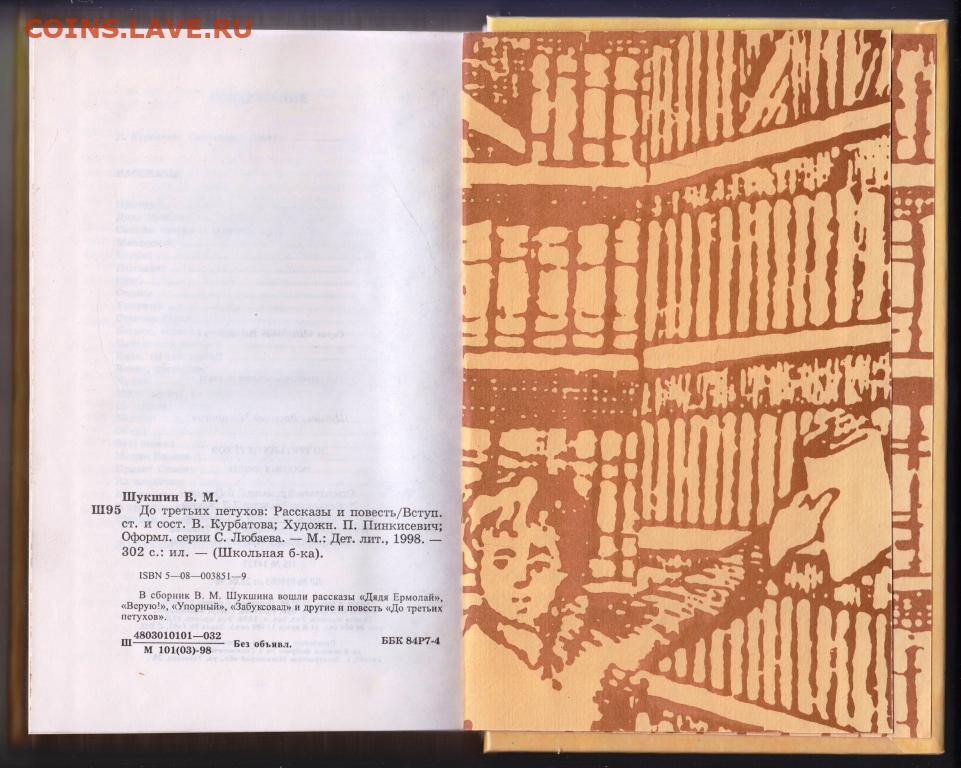 COINS.LAVE.RU
Шукшин В. М.
Ш95 До третьих петухов: Рассказы и повесть/Вступ.
ст. и сост. В. Курбатова; Художн. П. Пинкисевич;
Оформл. серии С. Любаева. — М.: Дет. лит., 1998. —
302 с.: ил. — (Школьная б-ка).
ISBN 5—08—003851—9
В сборник В. М. Шукшина вошли рассказы «Дядя Ермолай»,
«Верую!», «Упорный», «Забуксовал» и другие и повесть «До третьих
петухов».
Ш 4803010101—032 Без объявл. ББК 84Р7-4
М 101(03)-98